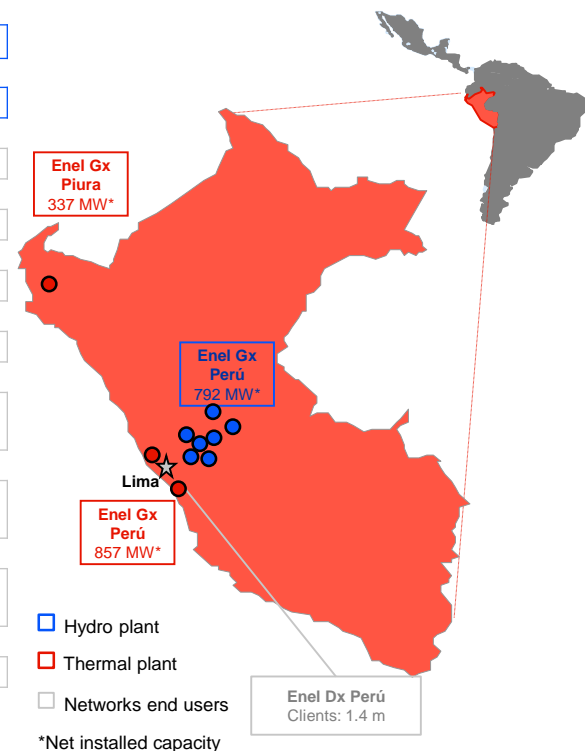 Enel Gx
Piura
337 MW*
Enel Gx
Perú
792 MW*
Lima
Enel Gx
Perú
857 MW*
Hydro plant
Thermal plant
Networks end users
Enel Dx Perú
Clients: 1.4 m
*Net installed capacity